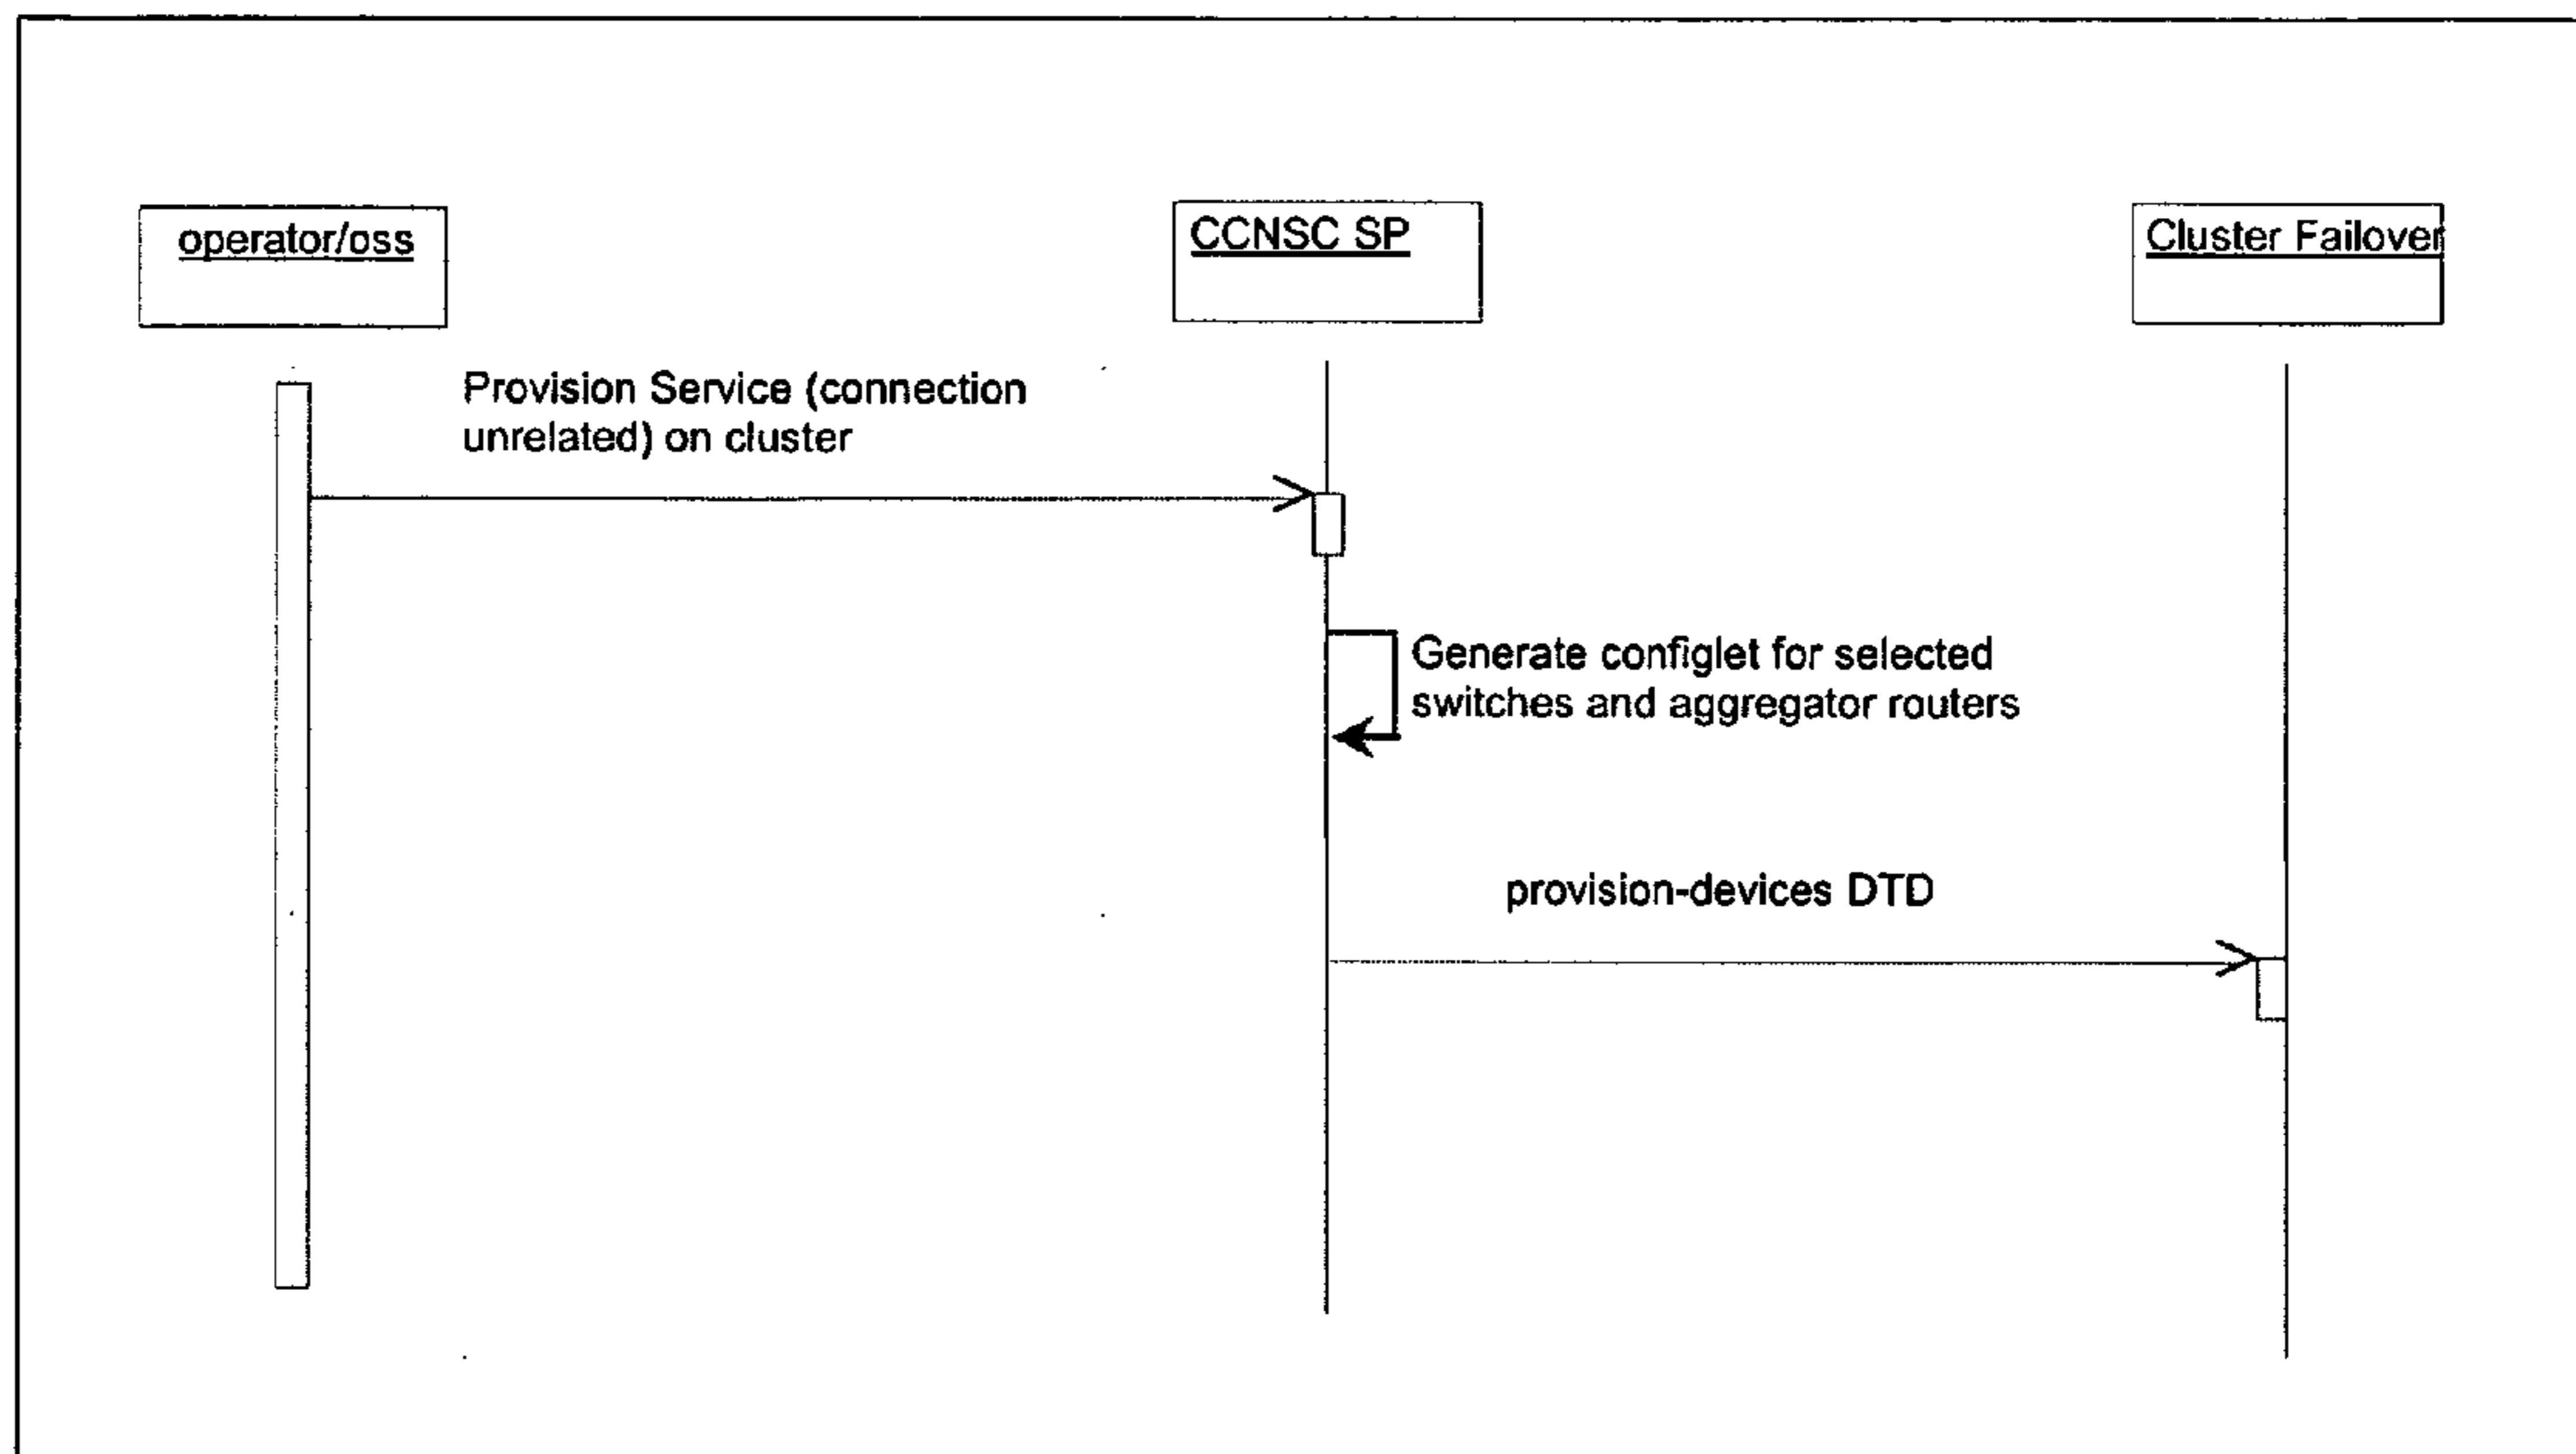 operator/oss
CCNSC SP
Cluster Failover
Provision Service (connection
unrelated) on cluster
Generate configlet for selected
switches and aggregator routers
provision-devices DTD